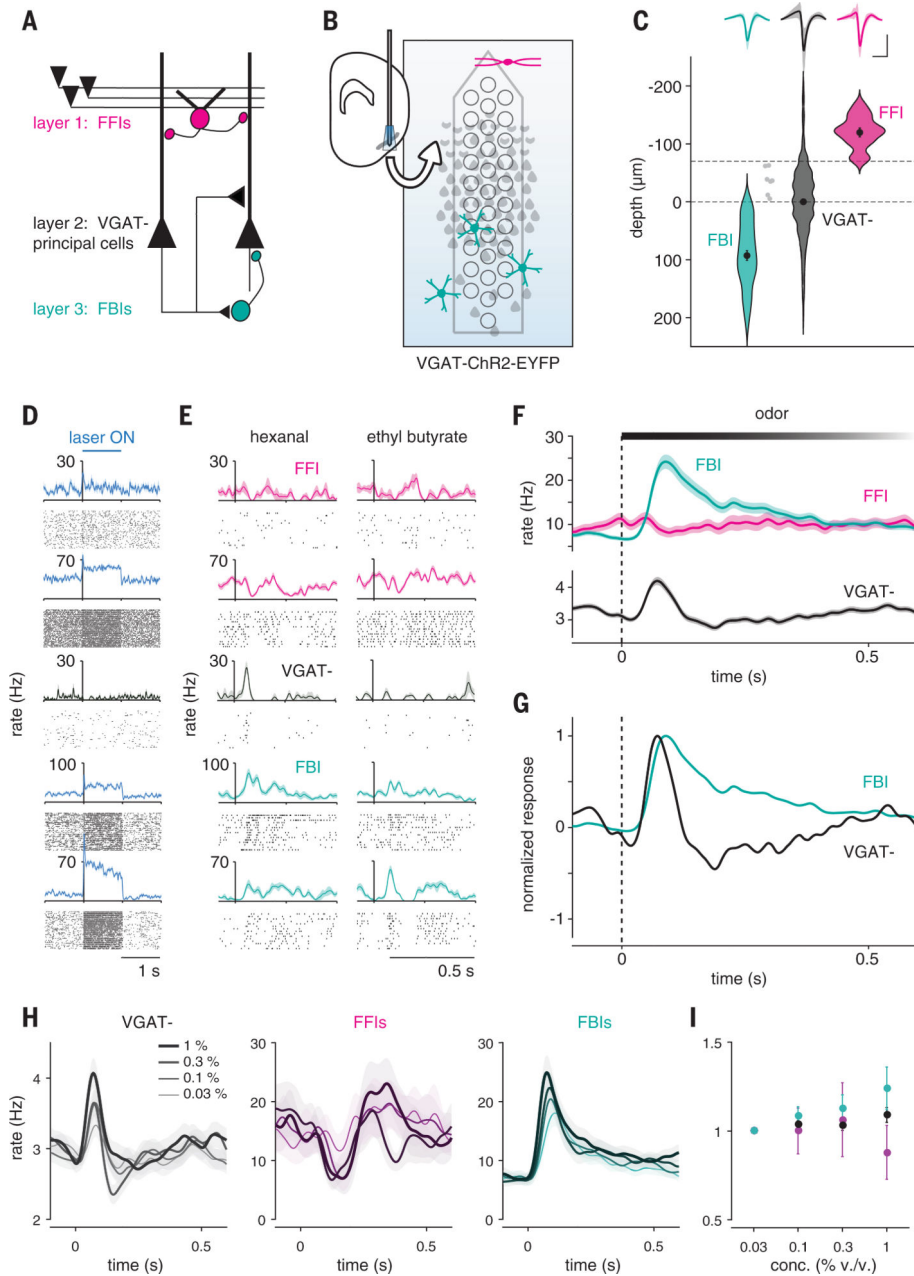 A
layer 1: FFIs
layer 2: VGAT-
principal cells
layer 3: FBIs
B
VGAT-ChR2-EYFP
C
-200
-100
0
100
200
depth (µm)
FBI
VGAT-
FFI
D
laser ON
30
70
30
100
70
rate (Hz)
1 s
E
hexanal
ethyl butyrate
30
FFI
70
30
VGAT-
100
FBI
70
rate (Hz)
0.5 s
F
odor
30
20
10
rate (Hz)
FBI
FFI
4
3
VGAT-
0
0.5
time (s)
G
1
0
-1
normalized response
FBI
VGAT-
0
0.5
time (s)
H
VGAT-
1 %
0.3 %
0.1 %
0.03 %
4
3
2
rate (Hz)
0
0.5
time (s)
FFIs
30
20
10
0
0
0.5
time (s)
FBIs
30
20
10
0
0
0.5
time (s)
I
1.5
1
0.5
0.03
0.1
0.3
1
conc. (% v./v.)